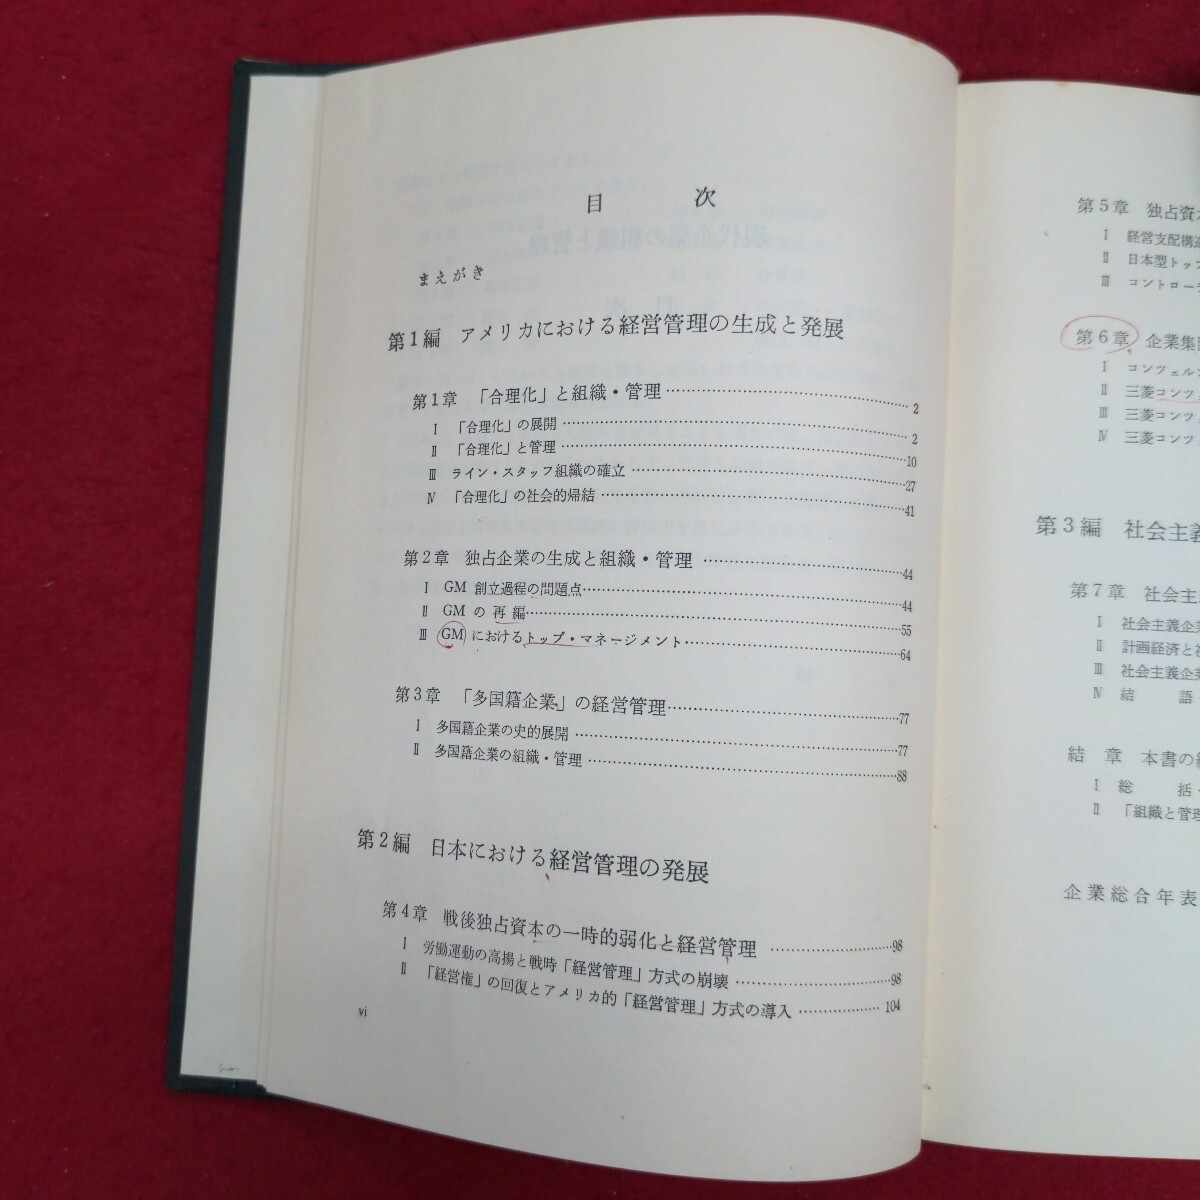 目次
まえがき
第1編 アメリカにおける経営管理の生成と発展
第1章 「合理化」と組織・管理……2
Ⅰ 「合理化」の展開……2
Ⅱ 「合理化」と管理……10
Ⅲ ライン・スタッフ組織の確立……27
Ⅳ 「合理化」の社会的帰結……41
第2章 独占企業の生成と組織・管理……44
Ⅰ GM 創立過程の問題点……44
Ⅱ GM の再編……55
Ⅲ GM におけるトップ・マネージメント……64
第3章 「多国籍企業」の経営管理……77
Ⅰ 多国籍企業の史的展開……77
Ⅱ 多国籍企業の組織・管理……88
第2編 日本における経営管理の発展
第4章 戦後独占資本の一時的弱化と経営管理……98
Ⅰ 労働運動の高揚と戦時「経営管理」方式の崩壊……98
Ⅱ 「経営権」の回復とアメリカ的「経営管理」方式の導入……104
vi
第5章 独占資
Ⅰ 経営支配構
Ⅱ 日本型トッ
Ⅲ コントロー
第6章 企業集
Ⅰ コンツェル
Ⅱ 三菱コンツ
Ⅲ 三菱コンツ
Ⅳ 三菱コンツ
第3編 社会主義
第7章 社会主
Ⅰ 社会主義企
Ⅱ 計画経済と
Ⅲ 社会主義企
Ⅳ 結語
結章 本書の
Ⅰ 総括
Ⅱ 「組織と管
企業総合年表